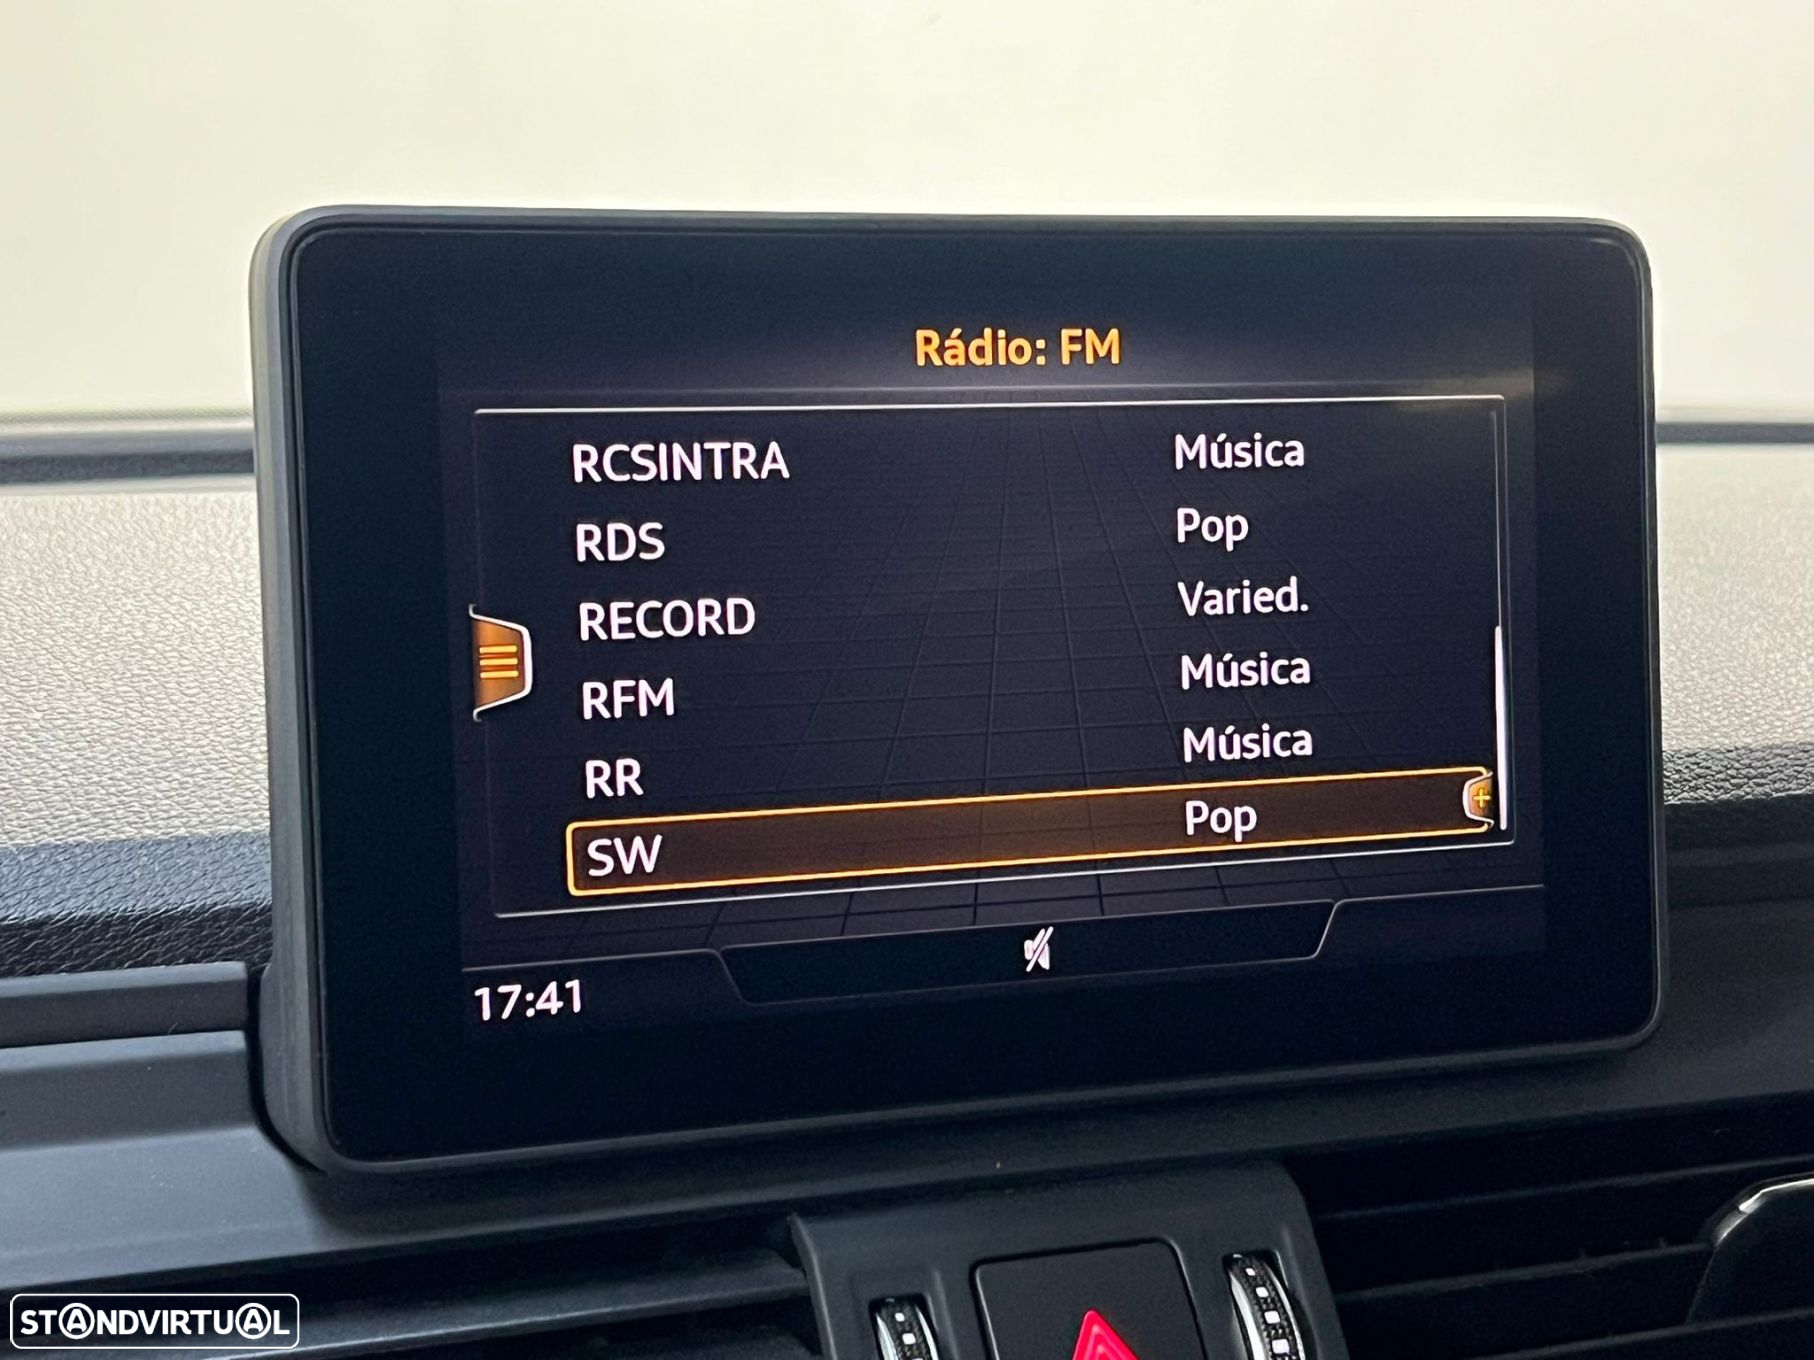 Rádio: FM
RCSINTRA Música
RDS Pop
RECORD Varied.
RFM Música
RR Música
SW Pop
17:41
STANDVIRTUAL